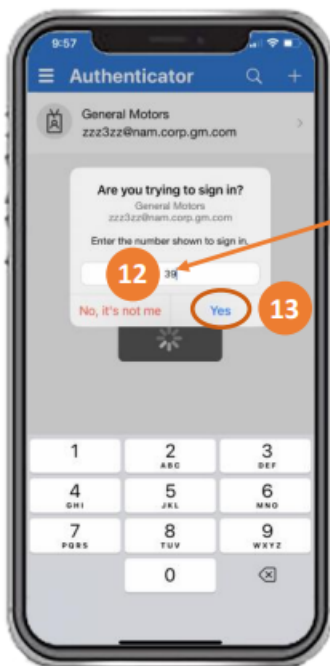 9:57
Authenticator
General Motors
zzz3zz@nam.corp.gm.com
Are you trying to sign in?
General Motors
zzz3zz@nam.corp.gm.com
Enter the number shown to sign in.
12
39
No, it's not me
Yes
13
1
2
ABC
3
DEF
4
GHI
5
JKL
6
MNO
7
PQRS
8
TUV
9
WXYZ
0